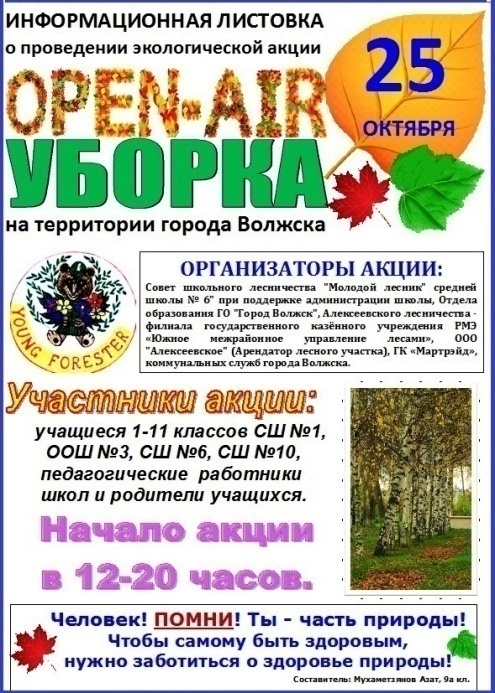 ИНФОРМАЦИОННАЯ ЛИСТОВКА
о проведении экологической акции
OPEN-AIR
УБОРКА
на территории города Волжска
25
ОКТЯБРЯ
YOUNG FORESTER
ОРГАНИЗАТОРЫ АКЦИИ:
Совет школьного лесничества "Молодой лесник" средней
школы № 6" при поддержке администрации школы, Отдела
образования ГО "Город Волжск", Алексеевского лесничества -
филиала государственного казённого учреждения РМЭ
«Южное межрайонное управление лесами», ООО
"Алексеевское" (Арендатор лесного участка), ГК «Мартрэйд»,
коммунальных служб города Волжска.
Участники акции:
учащиеся 1-11 классов СШ №1,
ООШ №3, СШ №6, СШ №10,
педагогические работники
школ и родители учащихся.
Начало акции
в 12-20 часов.
Человек! ПОМНИ! Ты - часть природы!
Чтобы самому быть здоровым,
нужно заботиться о здоровье природы!
Составитель: Мухаметзянов Азат, 9а кл.